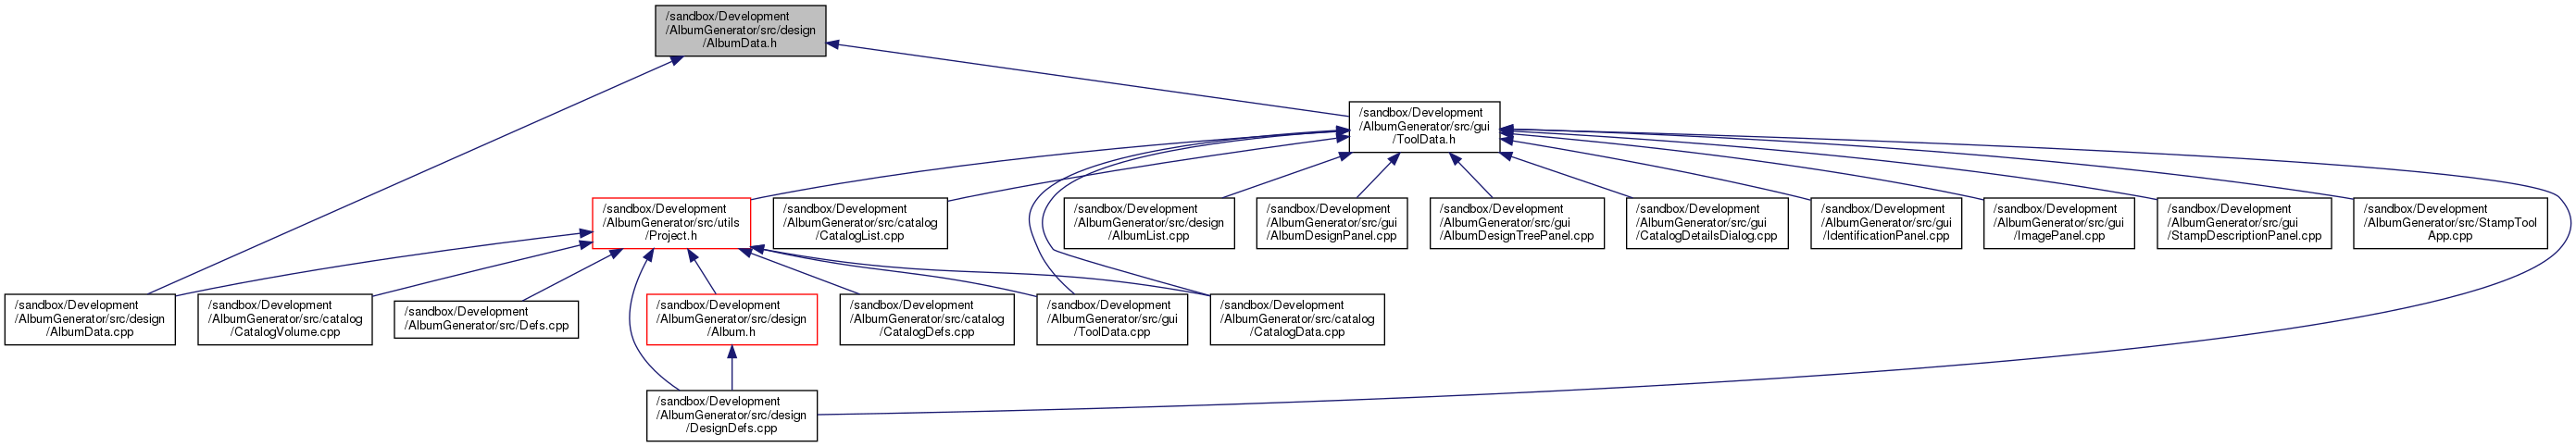 /sandbox/Development
/AlbumGenerator/src/design
/AlbumData.h
/sandbox/Development
/AlbumGenerator/src/gui
/ToolData.h
/sandbox/Development
/AlbumGenerator/src/utils
/Project.h
/sandbox/Development
/AlbumGenerator/src/catalog
/CatalogList.cpp
/sandbox/Development
/AlbumGenerator/src/design
/AlbumList.cpp
/sandbox/Development
/AlbumGenerator/src/gui
/AlbumDesignPanel.cpp
/sandbox/Development
/AlbumGenerator/src/gui
/AlbumDesignTreePanel.cpp
/sandbox/Development
/AlbumGenerator/src/gui
/CatalogDetailsDialog.cpp
/sandbox/Development
/AlbumGenerator/src/gui
/IdentificationPanel.cpp
/sandbox/Development
/AlbumGenerator/src/gui
/ImagePanel.cpp
/sandbox/Development
/AlbumGenerator/src/gui
/StampDescriptionPanel.cpp
/sandbox/Development
/AlbumGenerator/src/StampTool
App.cpp
/sandbox/Development
/AlbumGenerator/src/design
/AlbumData.cpp
/sandbox/Development
/AlbumGenerator/src/catalog
/CatalogVolume.cpp
/sandbox/Development
/AlbumGenerator/src/Defs.cpp
/sandbox/Development
/AlbumGenerator/src/design
/Album.h
/sandbox/Development
/AlbumGenerator/src/catalog
/CatalogDefs.cpp
/sandbox/Development
/AlbumGenerator/src/gui
/ToolData.cpp
/sandbox/Development
/AlbumGenerator/src/catalog
/CatalogData.cpp
/sandbox/Development
/AlbumGenerator/src/design
/DesignDefs.cpp